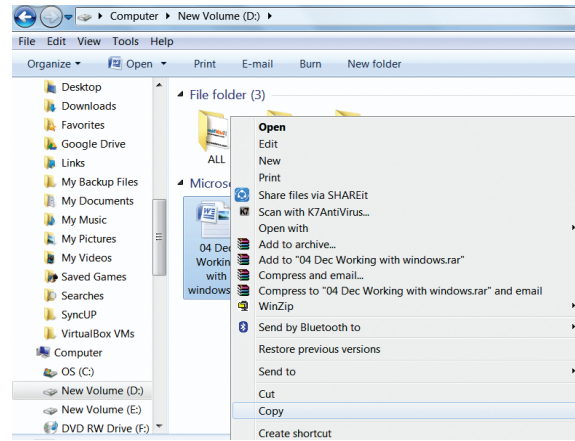 Computer New Volume (D:)
File Edit View Tools Help
Organize Open Print E-mail Burn New folder
Desktop
Downloads
Favorites
Google Drive
Links
My Backup Files
My Documents
My Music
My Pictures
My Videos
Saved Games
Searches
SyncUP
VirtualBox VMs
Computer
OS (C:)
New Volume (D:)
New Volume (E:)
DVD RW Drive (F:)
File folder (3)
ALL
Micros
04 Dec
Workin
with
windows
Open
Edit
New
Print
Share files via SHAREit
Scan with K7AntiVirus...
Open with
Add to archive...
Add to "04 Dec Working with windows.rar"
Compress and email...
Compress to "04 Dec Working with windows.rar" and email
WinZip
Send by Bluetooth to
Restore previous versions
Send to
Cut
Copy
Create shortcut